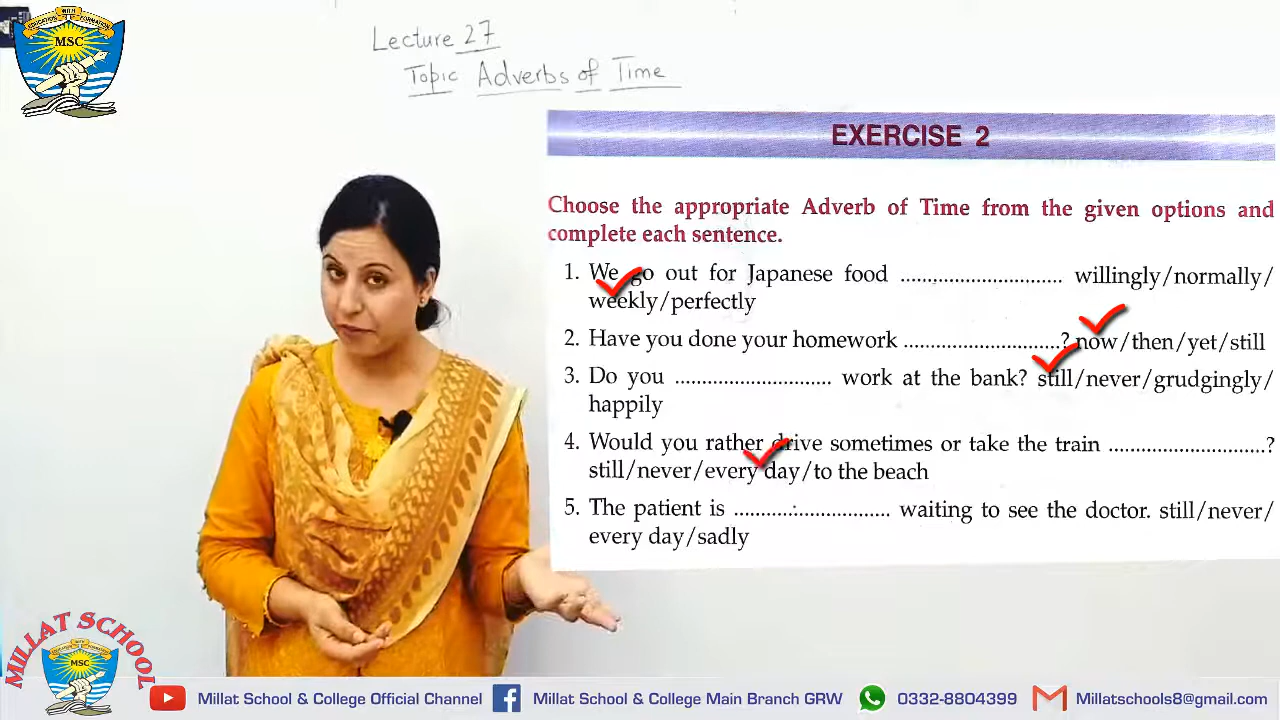 EDUCATION WITH FORMATION
MSC
Lecture 27
Topic Adverbs of Time
EXERCISE 2
Choose the appropriate Adverb of Time from the given options and
complete each sentence.
1. We go out for Japanese food ............................. willingly/normally/
weekly/perfectly
2. Have you done your homework ............................? now/then/yet/still
3. Do you ............................ work at the bank? still/never/grudgingly/
happily
4. Would you rather drive sometimes or take the train ............................?
still/never/every day/to the beach
5. The patient is ............................ waiting to see the doctor. still/never/
every day/sadly
MILLAT SCHOOL
MSC
Millat School & College Official Channel
Millat School & College Main Branch GRW
0332-8804399
Millatschools8@gmail.com